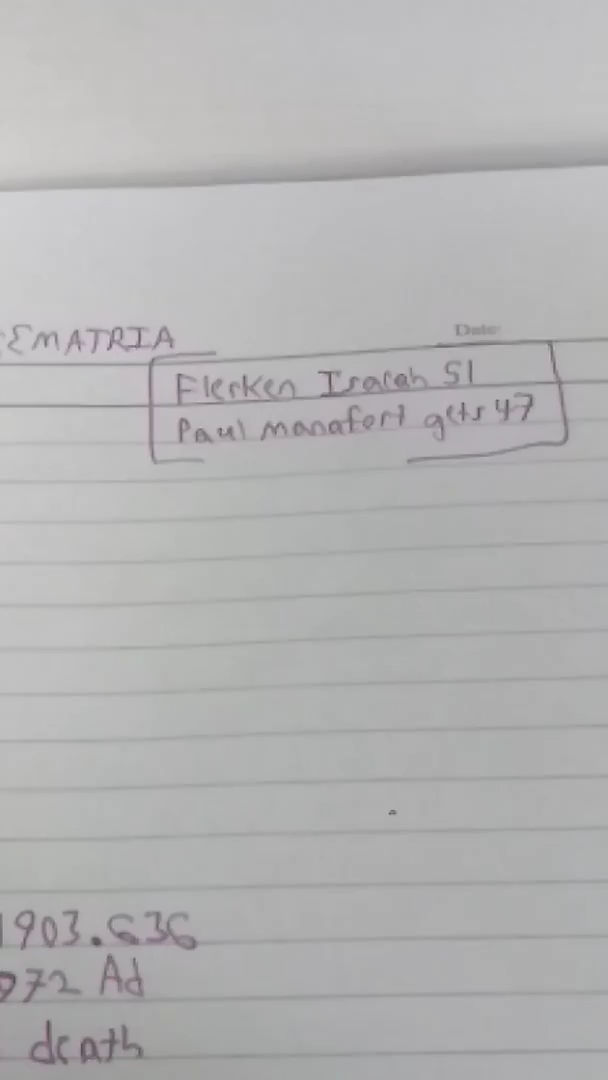 EMATRIA
Date:
Flerken Isaiah 51
Paul manafort gets 47
1903.636
972 Ad
death